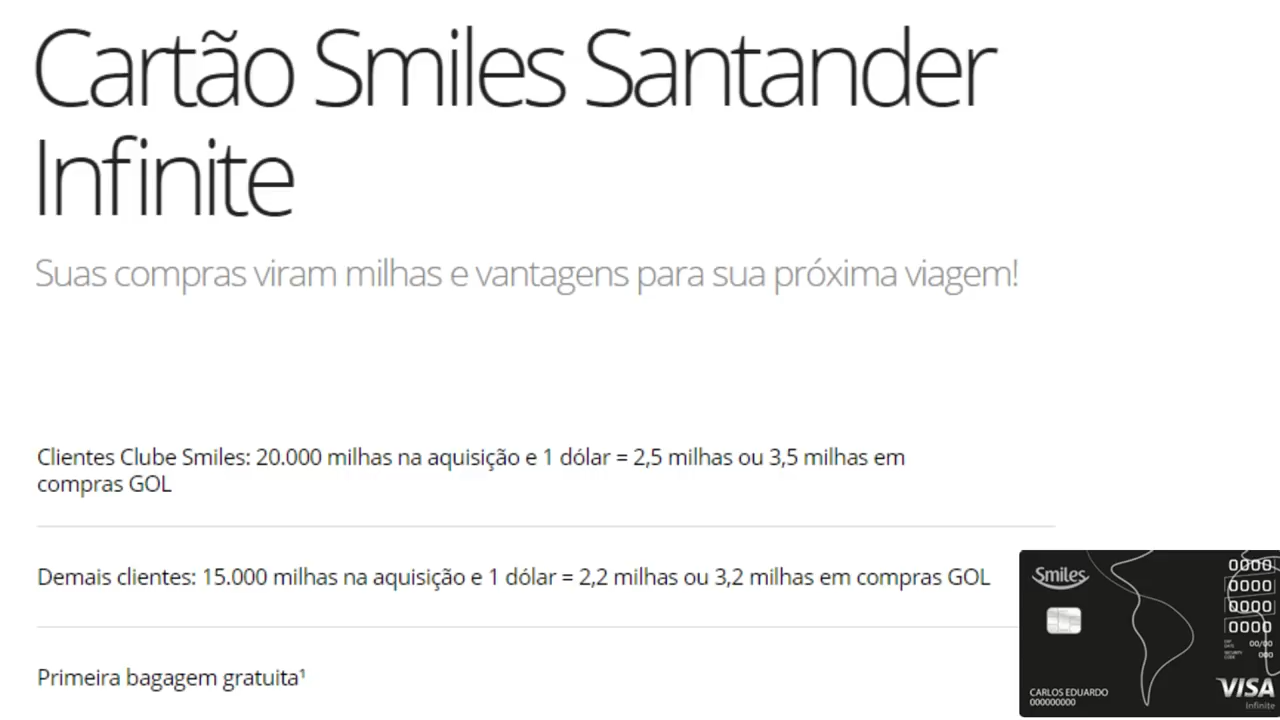 Cartão Smiles Santander
Infinite
Suas compras viram milhas e vantagens para sua próxima viagem!
Clientes Clube Smiles: 20.000 milhas na aquisição e 1 dólar = 2,5 milhas ou 3,5 milhas em
compras GOL
Demais clientes: 15.000 milhas na aquisição e 1 dólar = 2,2 milhas ou 3,2 milhas em compras GOL
Primeira bagagem gratuita¹
Smiles
0000
0000
0000
0000
00/00
000
CARLOS EDUARDO
000000000
VISA
Infinite